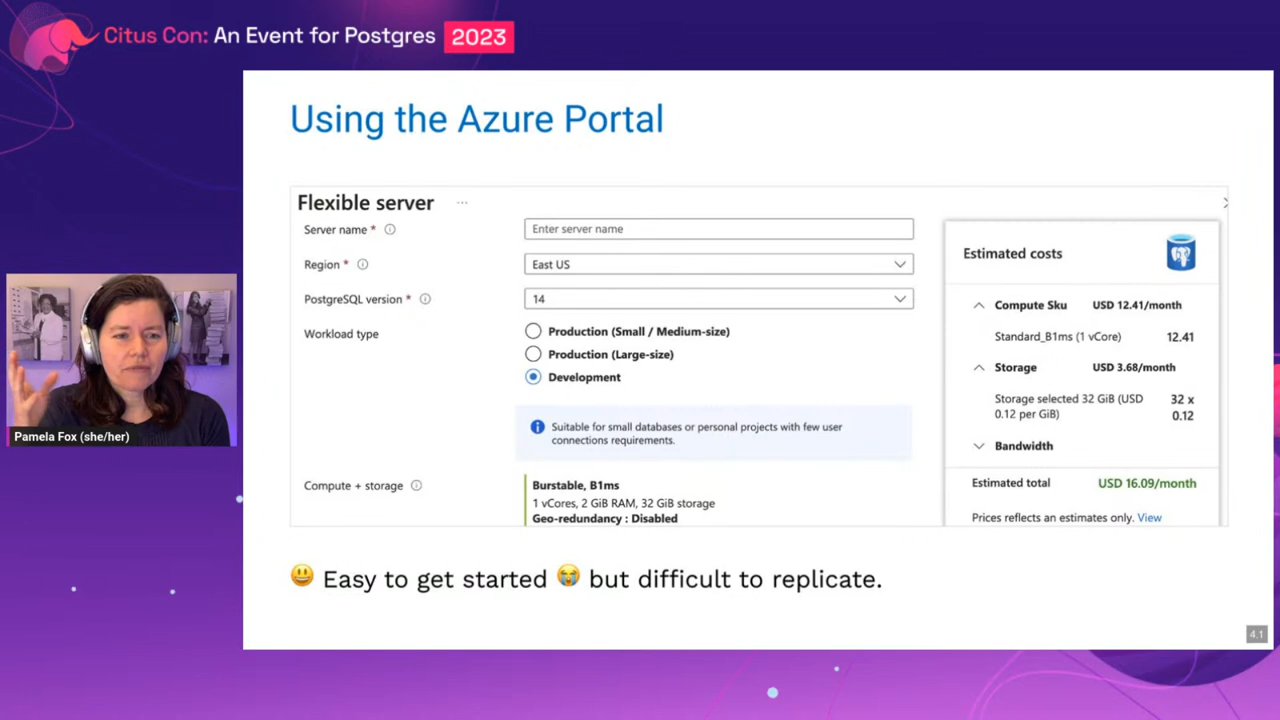 Citus Con: An Event for Postgres 2023
Using the Azure Portal
Flexible server ...
Server name *
Enter server name
Region *
East US
PostgreSQL version *
14
Workload type
Production (Small / Medium-size)
Production (Large-size)
Development
Suitable for small databases or personal projects with few user
connections requirements.
Compute + storage
Burstable, B1ms
1 vCores, 2 GiB RAM, 32 GiB storage
Geo-redundancy : Disabled
Estimated costs
Compute Sku USD 12.41/month
Standard_B1ms (1 vCore) 12.41
Storage USD 3.68/month
Storage selected 32 GiB (USD 32 x
0.12 per GiB) 0.12
Bandwidth
Estimated total USD 16.09/month
Prices reflects an estimates only. View
😃 Easy to get started 😭 but difficult to replicate.
4.1
Pamela Fox (she/her)